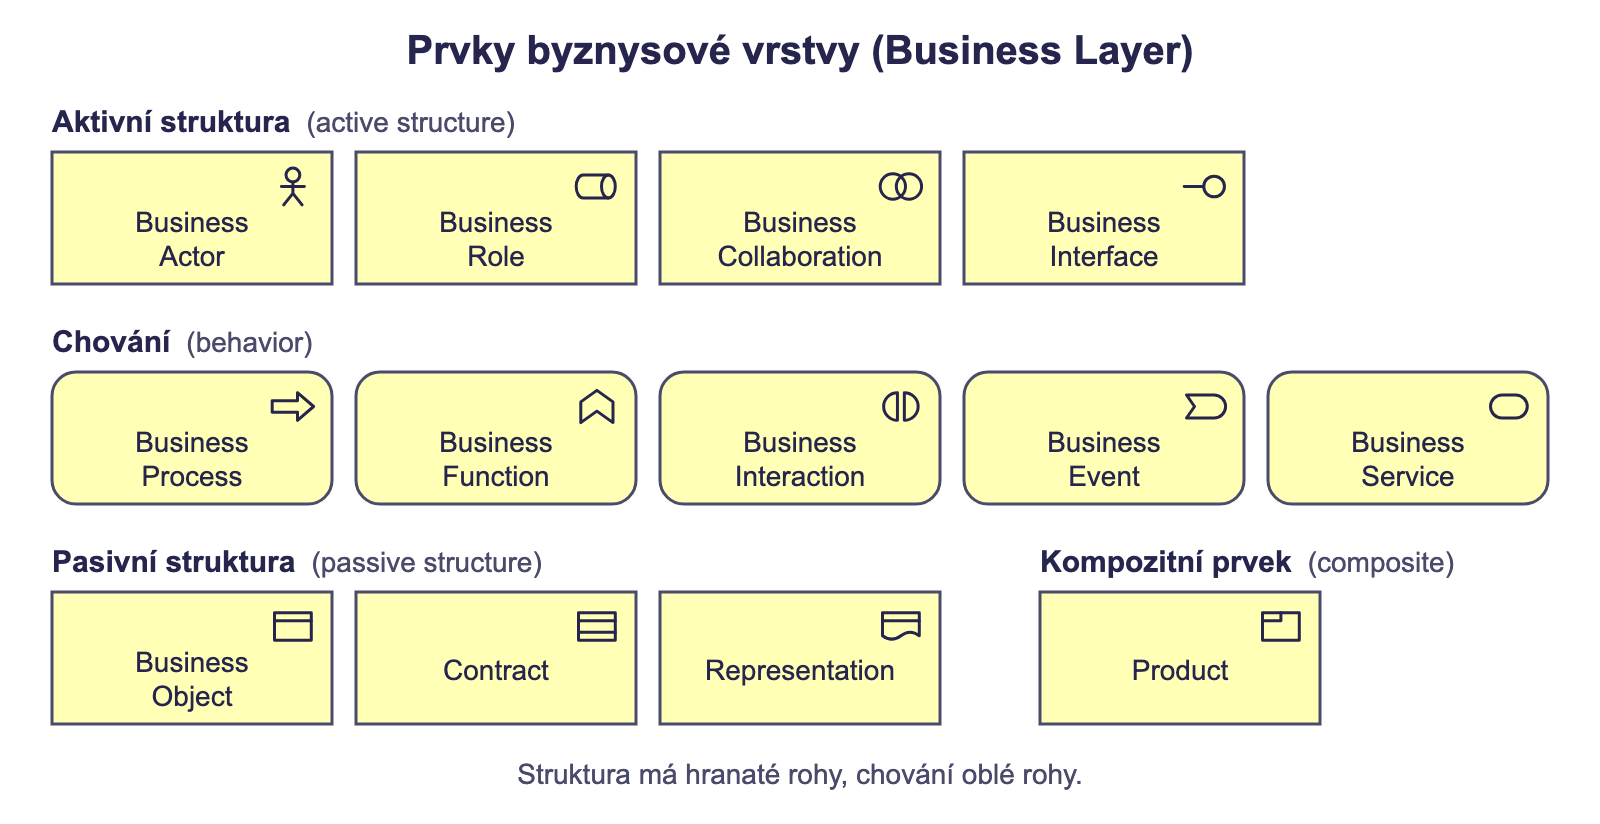 Prvky byznysové vrstvy (Business Layer)
Aktivní struktura (active structure)
Business
Actor
Business
Role
Business
Collaboration
Business
Interface
Chování (behavior)
Business
Process
Business
Function
Business
Interaction
Business
Event
Business
Service
Pasivní struktura (passive structure)
Business
Object
Contract
Representation
Kompozitní prvek (composite)
Product
Struktura má hranaté rohy, chování oblé rohy.